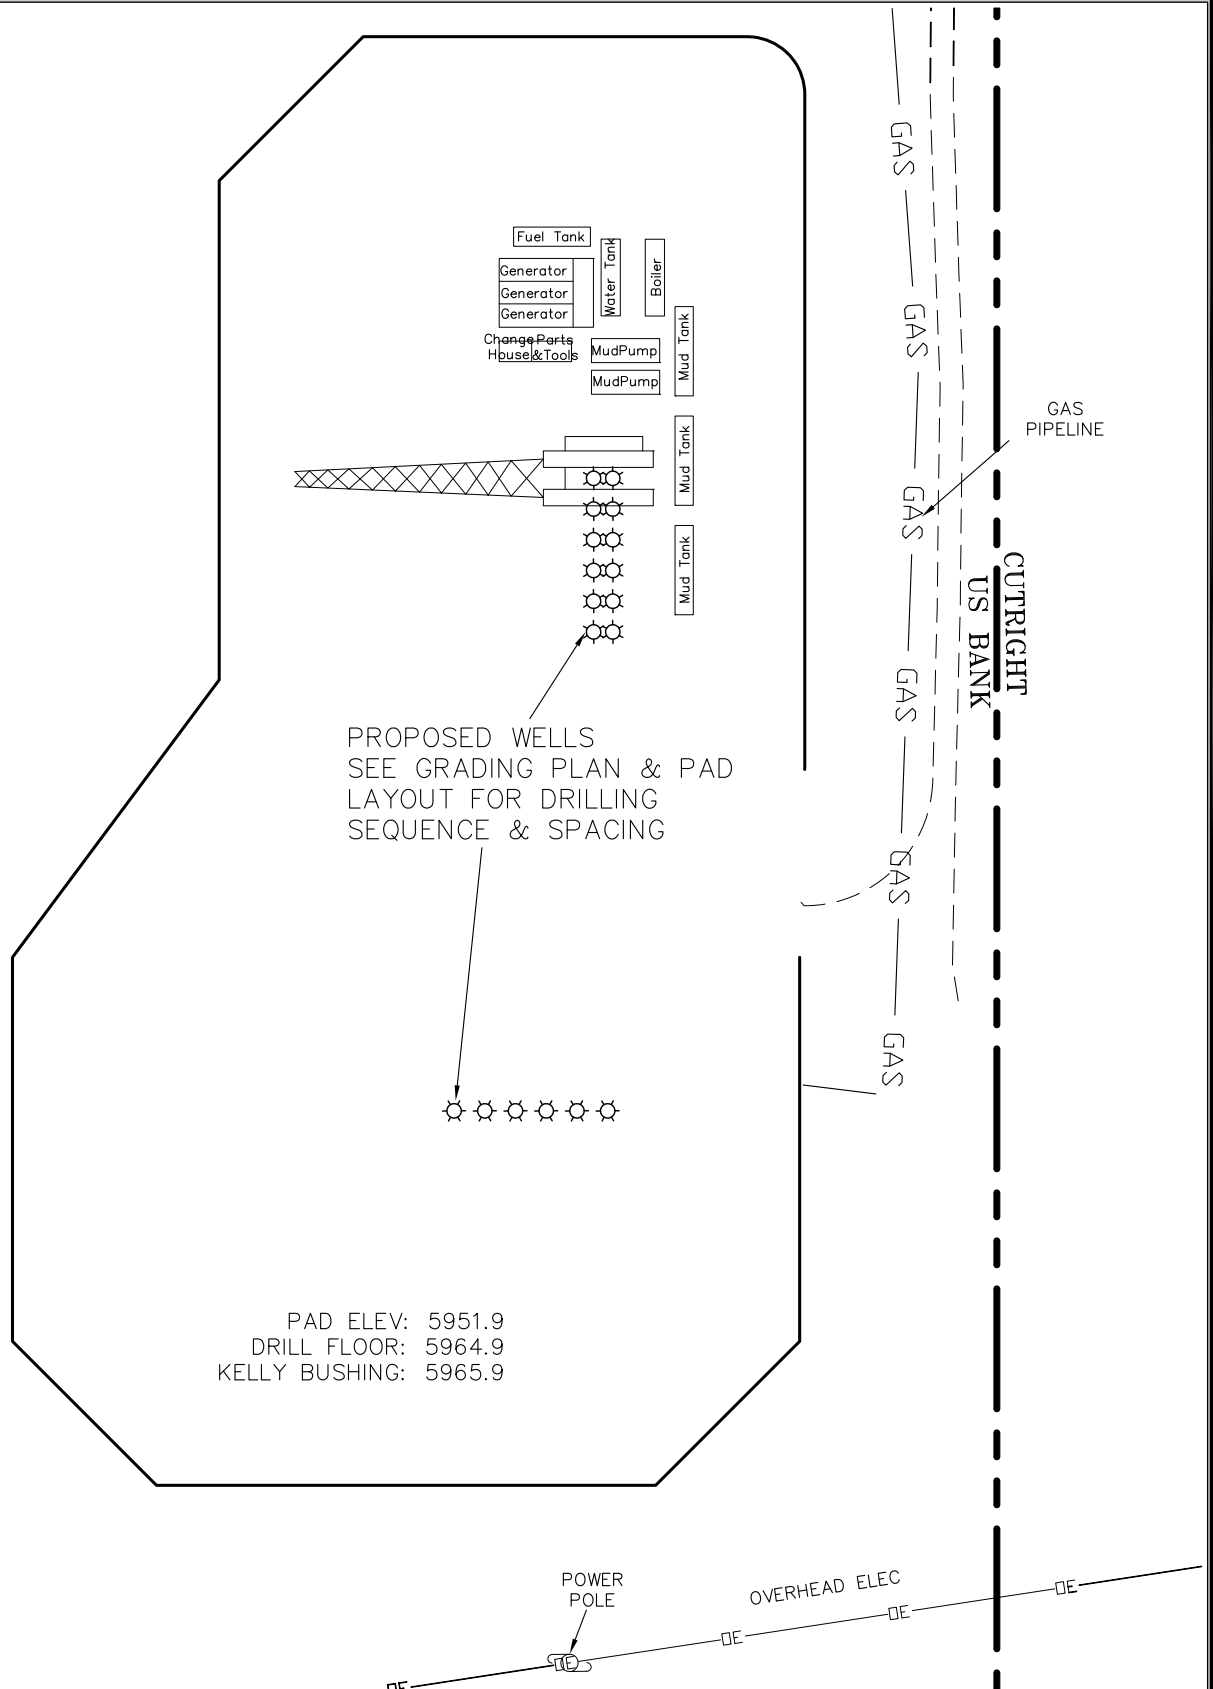 GAS
Fuel Tank
Generator
Generator
Generator
Water Tank
Boiler
Change
House
Parts
&Tools
MudPump
MudPump
Mud Tank
GAS
GAS
PIPELINE
Mud Tank
GAS
Mud Tank
CUTRIGHT
US BANK
GAS
PROPOSED WELLS
SEE GRADING PLAN & PAD
LAYOUT FOR DRILLING
SEQUENCE & SPACING
GAS
GAS
PAD ELEV: 5951.9
DRILL FLOOR: 5964.9
KELLY BUSHING: 5965.9
POWER
POLE
OVERHEAD ELEC
OE
OE
OE
OE
OE